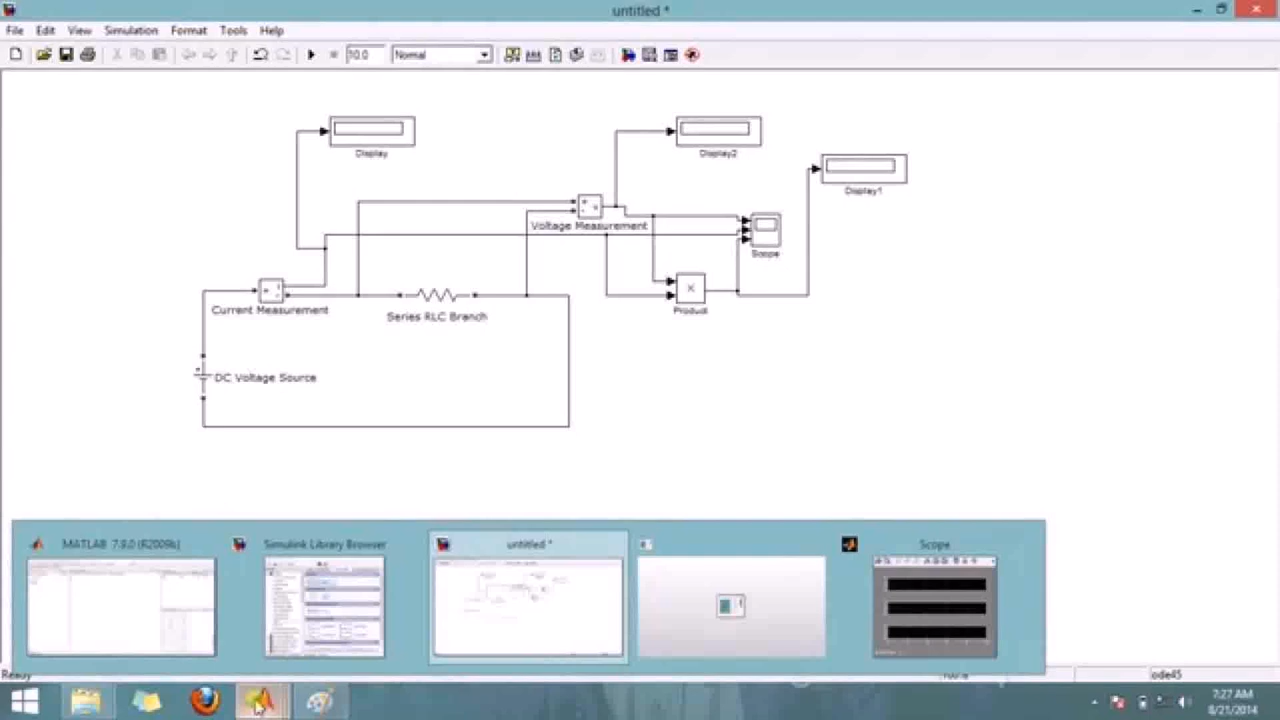 untitled *
File Edit View Simulation Format Tools Help
10.0 Normal
Display
Display2
Display1
Voltage Measurement
Scope
Current Measurement
Series RLC Branch
Product
DC Voltage Source
MATLAB 7.9.0 (R2009b)
Simulink Library Browser
untitled *
Scope
Ready
ode45
7:27 AM
8/21/2014